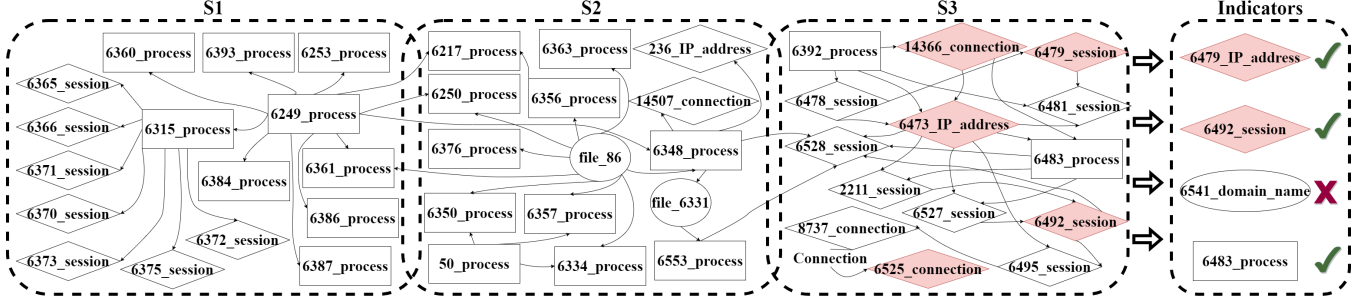 S1
S2
S3
Indicators
6360_process
6393_process
6253_process
6365_session
6249_process
6366_session
6315_process
6371_session
6384_process
6361_process
6370_session
6386_process
6372_session
6373_session
6375_session
6387_process
6217_process
6363_process
236_IP_address
6250_process
6356_process
14507_connection
6376_process
file_86
6348_process
6350_process
6357_process
file_6331
50_process
6334_process
6553_process
6392_process
14366_connection
6479_session
6478_session
6481_session
6473_IP_address
6528_session
6483_process
2211_session
6527_session
6492_session
8737_connection
Connection
6525_connection
6495_session
6479_IP_address
6492_session
6541_domain_name
X
6483_process